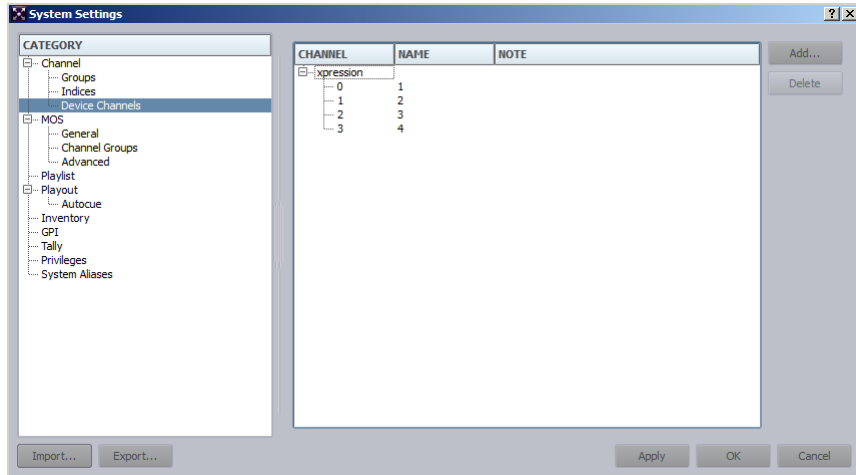 System Settings
CATEGORY
Channel
Groups
Indices
Device Channels
MOS
General
Channel Groups
Advanced
Playlist
Playout
Autocue
Inventory
GPI
Tally
Privileges
System Aliases
CHANNEL NAME NOTE
xpression
0 1
1 2
2 3
3 4
Add...
Delete
Import... Export... Apply OK Cancel